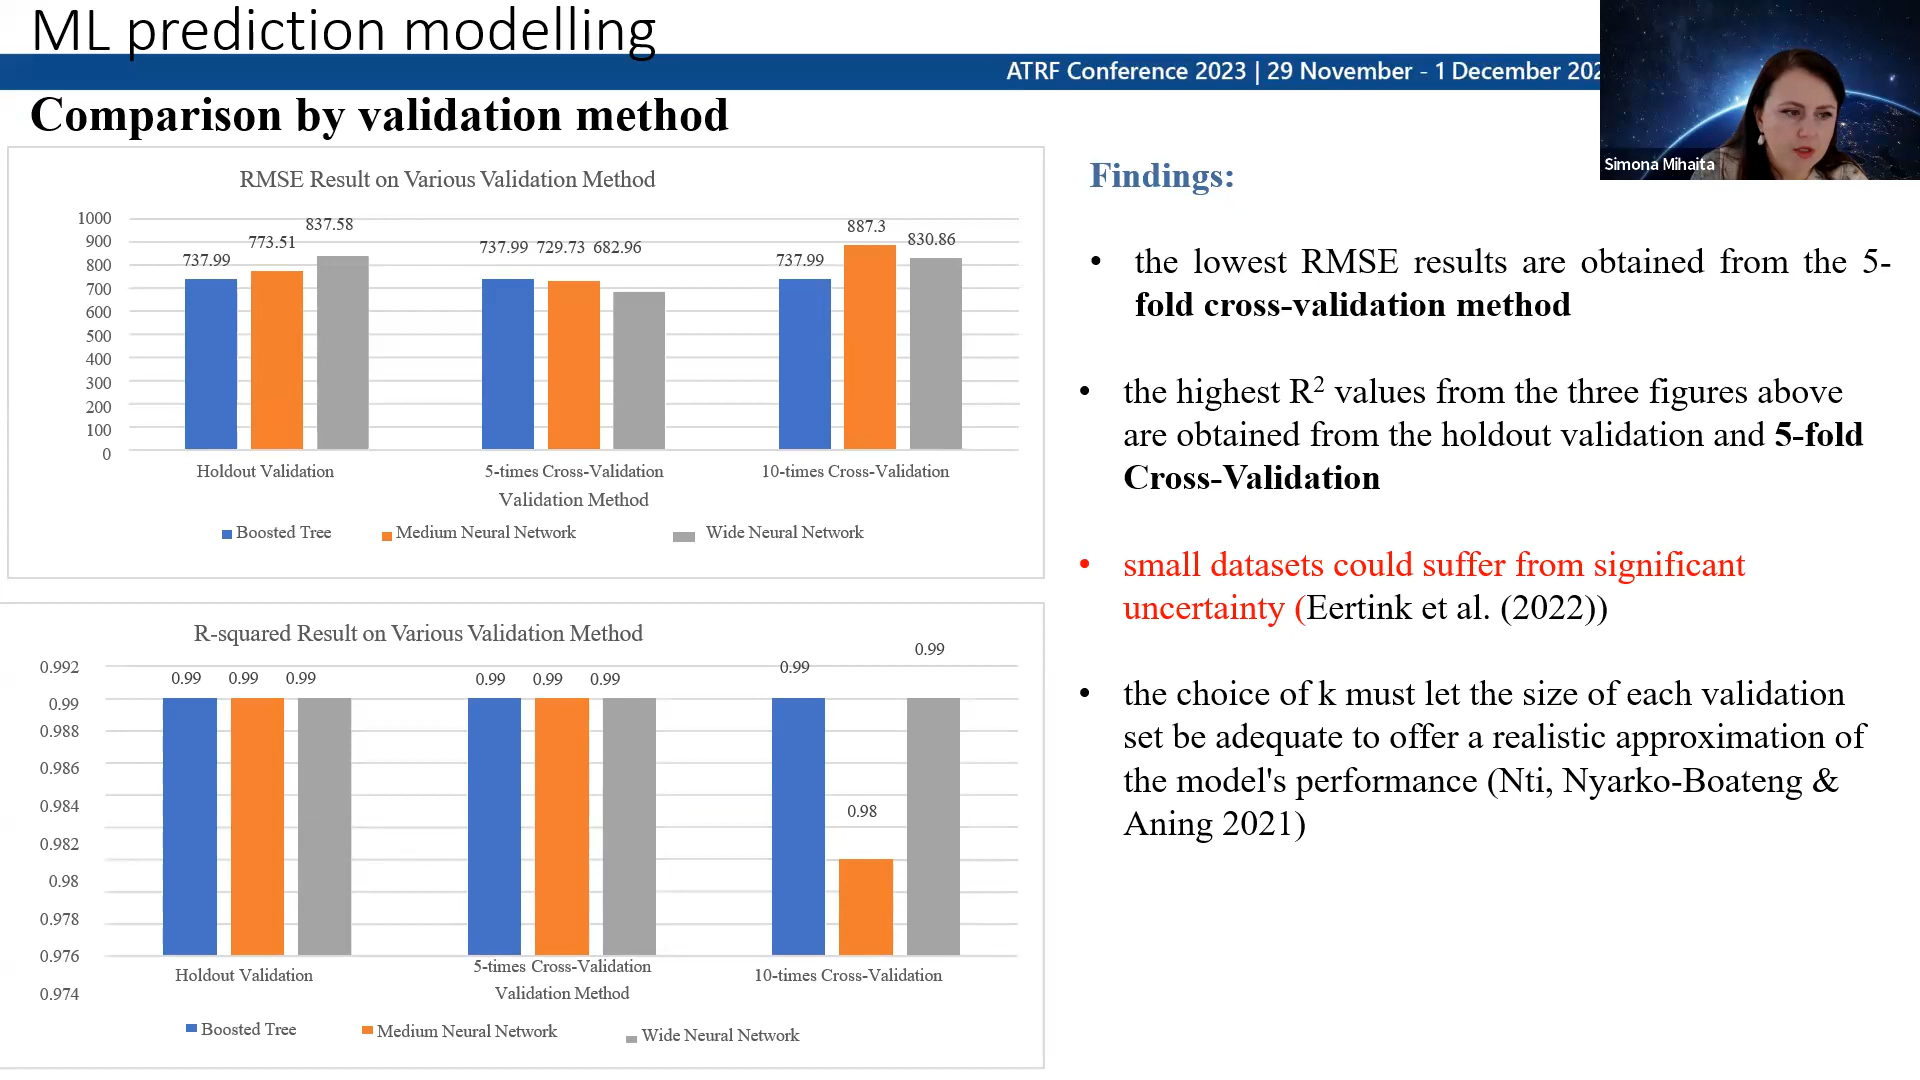 ML prediction modelling
ATRF Conference 2023 | 29 November - 1 December 202
Simona Mihaita
Comparison by validation method
RMSE Result on Various Validation Method
1000
900
800
700
600
500
400
300
200
100
0
737.99
773.51
837.58
737.99 729.73 682.96
737.99
887.3
830.86
Holdout Validation
5-times Cross-Validation
10-times Cross-Validation
Validation Method
Boosted Tree
Medium Neural Network
Wide Neural Network
R-squared Result on Various Validation Method
0.992
0.99
0.988
0.986
0.984
0.982
0.98
0.978
0.976
0.974
0.99 0.99 0.99
0.99 0.99 0.99
0.99
0.98
0.99
Holdout Validation
5-times Cross-Validation
10-times Cross-Validation
Validation Method
Boosted Tree
Medium Neural Network
Wide Neural Network
Findings:
• the lowest RMSE results are obtained from the 5-
fold cross-validation method
• the highest R² values from the three figures above
are obtained from the holdout validation and 5-fold
Cross-Validation
• small datasets could suffer from significant
uncertainty (Eertink et al. (2022))
• the choice of k must let the size of each validation
set be adequate to offer a realistic approximation of
the model's performance (Nti, Nyarko-Boateng &
Aning 2021)